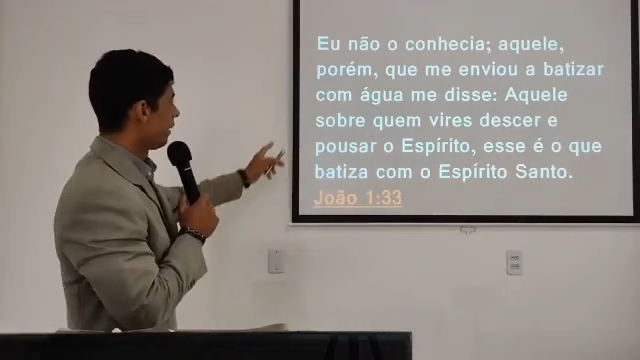 Eu não o conhecia; aquele,
porém, que me enviou a batizar
com água me disse: Aquele
sobre quem vires descer e
pousar o Espírito, esse é o que
batiza com o Espírito Santo.
João 1:33